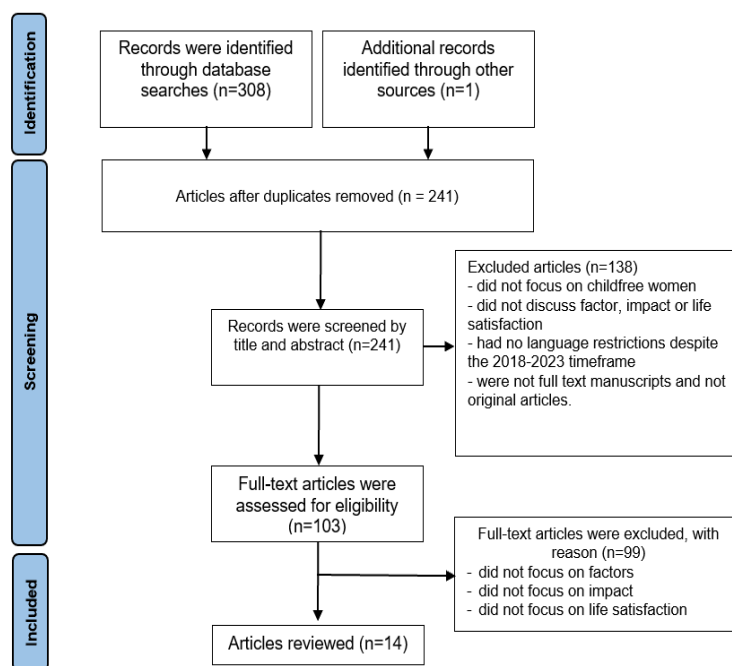 Identification
Records were identified
through database
searches (n=308)
Additional records
identified through other
sources (n=1)
Screening
Articles after duplicates removed (n = 241)
Records were screened by
title and abstract (n=241)
Excluded articles (n=138)
- did not focus on childfree women
- did not discuss factor, impact or life
satisfaction
- had no language restrictions despite
the 2018-2023 timeframe
- were not full text manuscripts and not
original articles.
Full-text articles were
assessed for eligibility
(n=103)
Full-text articles were excluded, with
reason (n=99)
- did not focus on factors
- did not focus on impact
- did not focus on life satisfaction
Included
Articles reviewed (n=14)